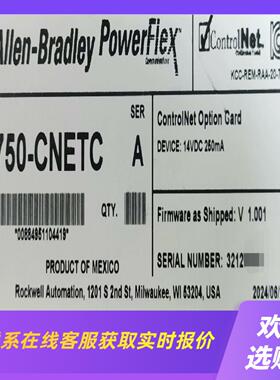 Allen-Bradley PowerFlex
ControlNet
KCC-REM-RAA-20-7
750-CNETC
SER
A
ControlNet Option Card
DEVICE: 14VDC 250mA
QTY.
Firmware as Shipped: V 1.001
PRODUCT OF MEXICO
SERIAL NUMBER: 3212
Rockwell Automation, 1201 S 2nd St, Milwaukee, WI 53204, USA
联系在线客服获取实时报价
欢
选购